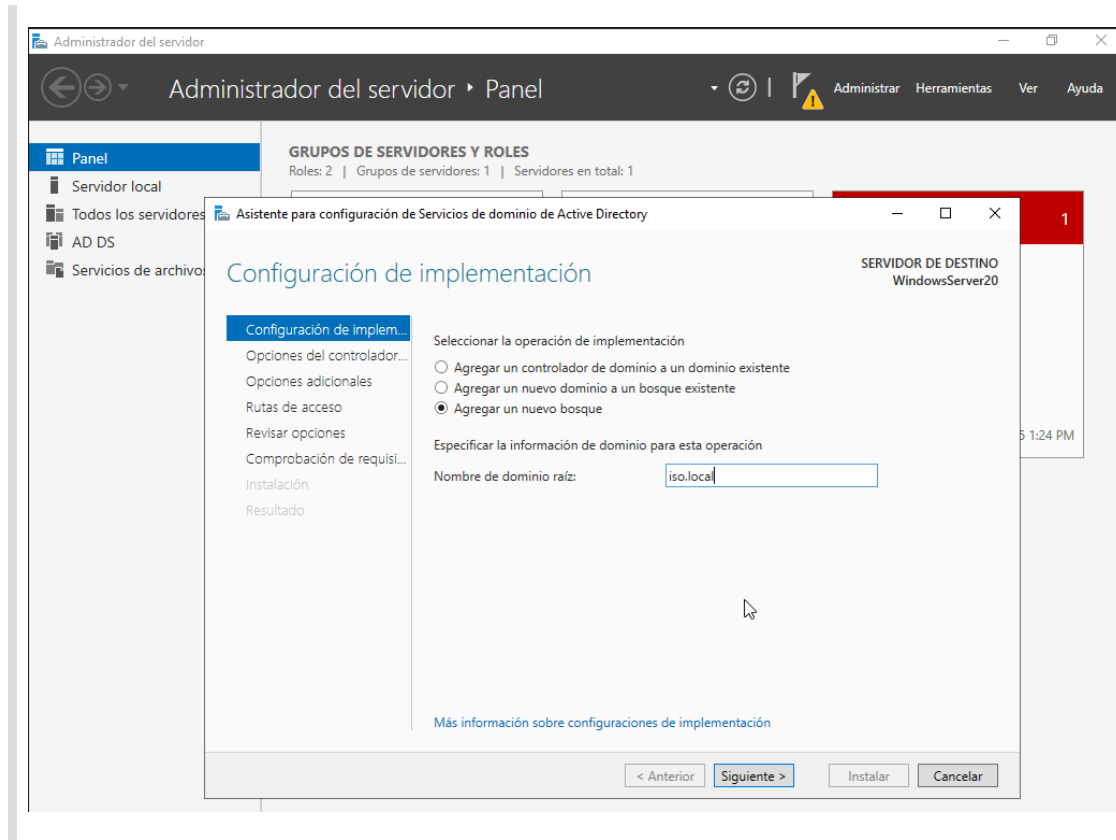 Administrador del servidor
Administrador del servidor ‣ Panel
Administrar Herramientas Ver Ayuda
Panel
Servidor local
Todos los servidores
AD DS
Servicios de archivos
GRUPOS DE SERVIDORES Y ROLES
Roles: 2 | Grupos de servidores: 1 | Servidores en total: 1
1
5 1:24 PM
Asistente para configuración de Servicios de dominio de Active Directory
Configuración de implementación
SERVIDOR DE DESTINO
WindowsServer20
Configuración de implem...
Opciones del controlador...
Opciones adicionales
Rutas de acceso
Revisar opciones
Comprobación de requisi...
Instalación
Resultado
Seleccionar la operación de implementación
Agregar un controlador de dominio a un dominio existente
Agregar un nuevo dominio a un bosque existente
Agregar un nuevo bosque
Especificar la información de dominio para esta operación
Nombre de dominio raíz: iso.local
Más información sobre configuraciones de implementación
< Anterior Siguiente > Instalar Cancelar